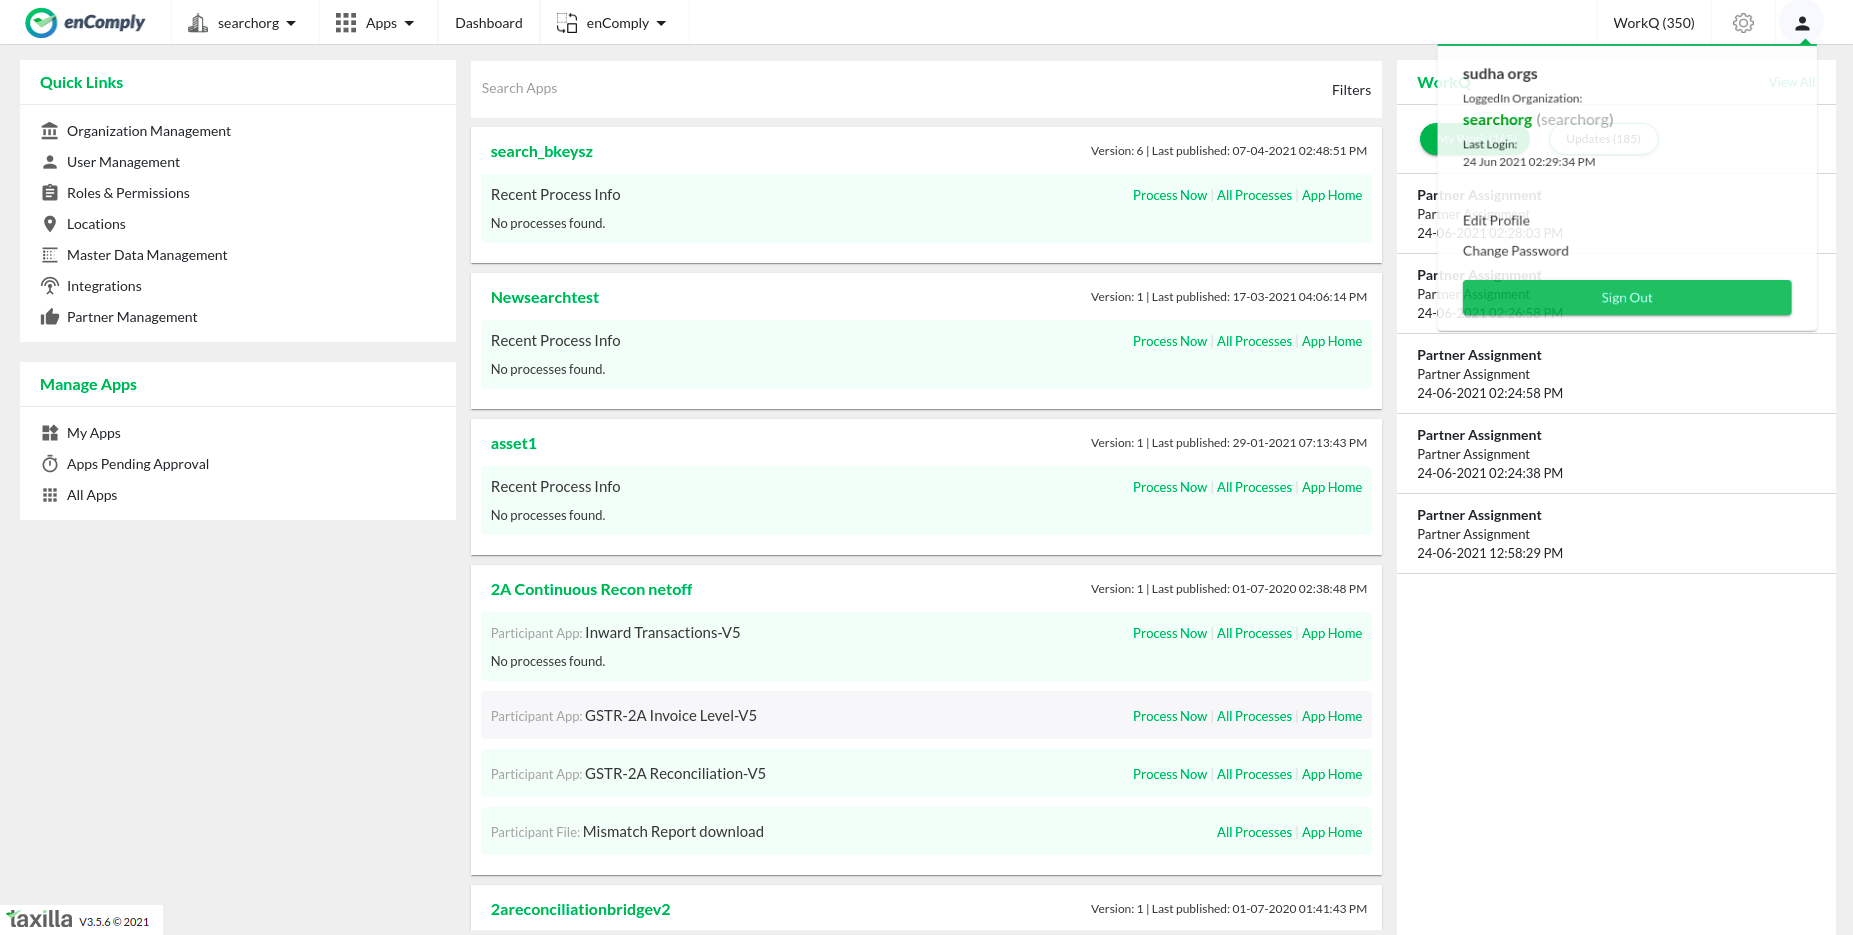 enComply
searchorg
Apps
Dashboard
enComply
WorkQ (350)
Quick Links
Organization Management
User Management
Roles & Permissions
Locations
Master Data Management
Integrations
Partner Management
Manage Apps
My Apps
Apps Pending Approval
All Apps
taxilla V3.5.6 © 2021
Search Apps
Filters
search_bkeysz
Version: 6 | Last published: 07-04-2021 02:48:51 PM
Recent Process Info
Process Now | All Processes | App Home
No processes found.
Newsearchtest
Version: 1 | Last published: 17-03-2021 04:06:14 PM
Recent Process Info
Process Now | All Processes | App Home
No processes found.
asset1
Version: 1 | Last published: 29-01-2021 07:13:43 PM
Recent Process Info
Process Now | All Processes | App Home
No processes found.
2A Continuous Recon netoff
Version: 1 | Last published: 01-07-2020 02:38:48 PM
Participant App: Inward Transactions-V5
Process Now | All Processes | App Home
No processes found.
Participant App: GSTR-2A Invoice Level-V5
Process Now | All Processes | App Home
Participant App: GSTR-2A Reconciliation-V5
Process Now | All Processes | App Home
Participant File: Mismatch Report download
All Processes | App Home
2areconciliationbridgev2
Version: 1 | Last published: 01-07-2020 01:41:43 PM
WorkQ
View All
sudha orgs
LoggedIn Organization:
searchorg (searchorg)
Updates (185)
Last Login:
24 Jun 2021 02:29:34 PM
Edit Profile
Change Password
Sign Out
Partner Assignment
Partner Assignment
24-06-2021 02:28:03 PM
Partner Assignment
Partner Assignment
24-06-2021 02:26:58 PM
Partner Assignment
Partner Assignment
24-06-2021 02:24:58 PM
Partner Assignment
Partner Assignment
24-06-2021 02:24:38 PM
Partner Assignment
Partner Assignment
24-06-2021 12:58:29 PM